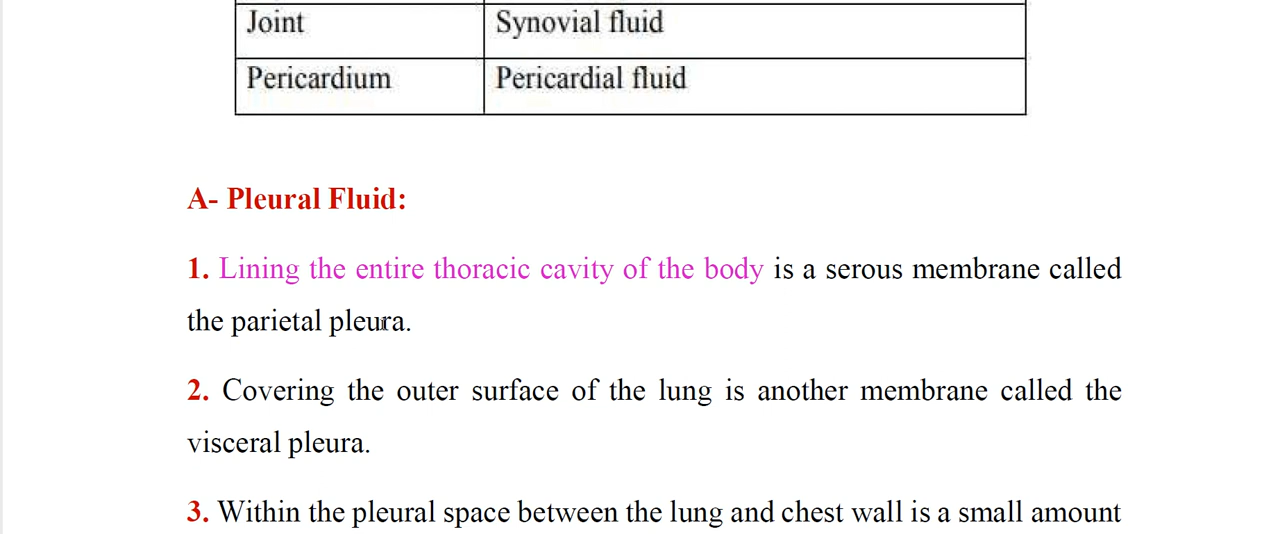 Joint Synovial fluid
Pericardium Pericardial fluid
A- Pleural Fluid:
1. Lining the entire thoracic cavity of the body is a serous membrane called
the parietal pleura.
2. Covering the outer surface of the lung is another membrane called the
visceral pleura.
3. Within the pleural space between the lung and chest wall is a small amount